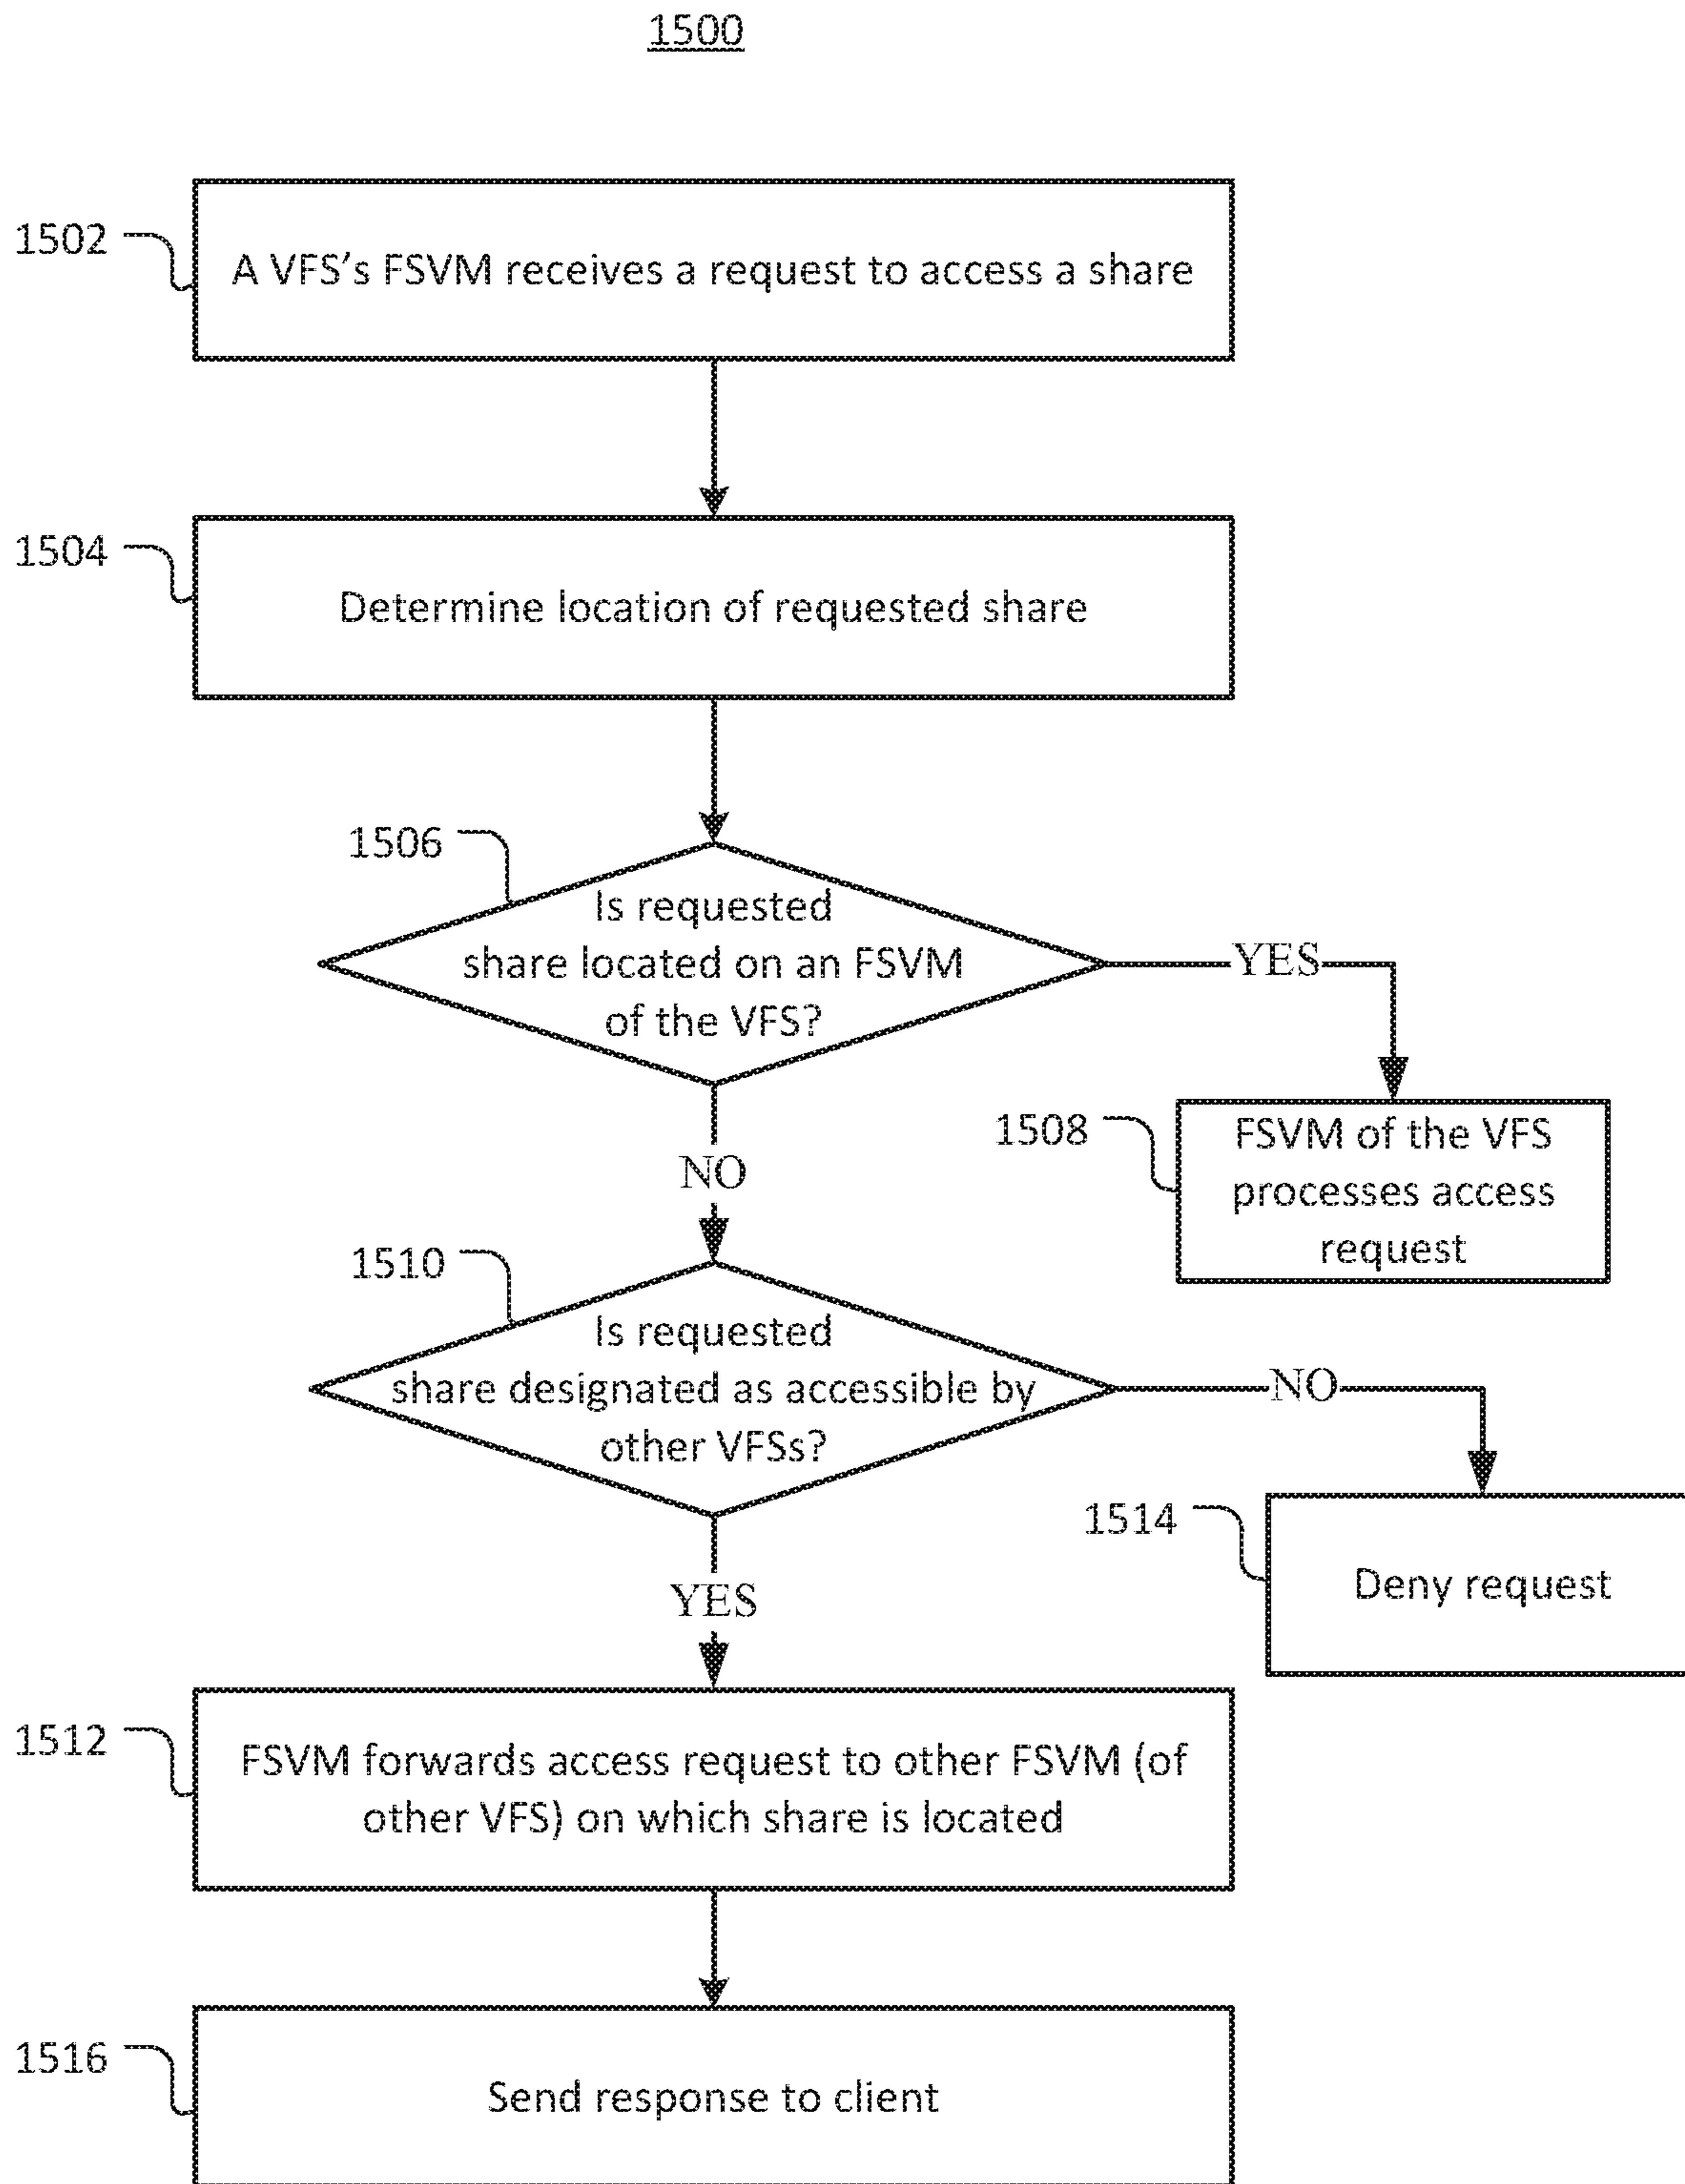 1500
1502
A VFS's FSVM receives a request to access a share
1504
Determine location of requested share
1506
Is requested
share located on an FSVM
of the VFS?
YES
1508
FSVM of the VFS
processes access
request
NO
1510
Is requested
share designated as accessible by
other VFSs?
NO
1514
Deny request
YES
1512
FSVM forwards access request to other FSVM (of
other VFS) on which share is located
1516
Send response to client